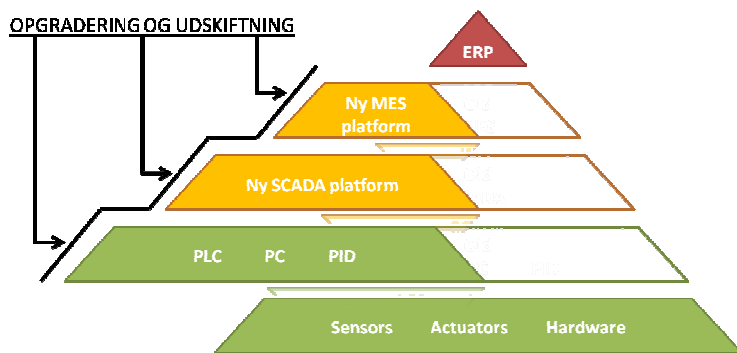 OPGRADERING OG UDSKIFTNING
ERP
Ny MES
platform
Ny SCADA platform
PLC PC PID
Sensors Actuators Hardware